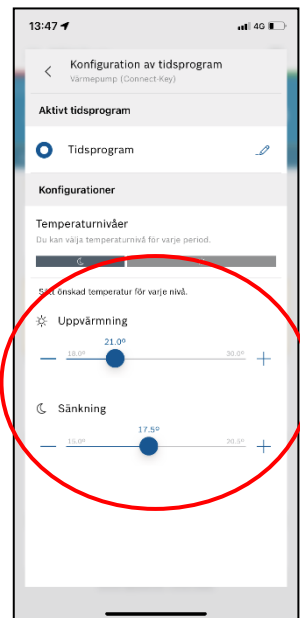 13:47
4G
Konfiguration av tidsprogram
Värmepump (Connect-Key)
Aktivt tidsprogram
Tidsprogram
Konfigurationer
Temperaturnivåer
Du kan välja temperaturnivå för varje period.
Sätt önskad temperatur för varje nivå.
Uppvärmning
21.0°
18.0° 30.0°
Sänkning
17.5°
15.0° 20.5°